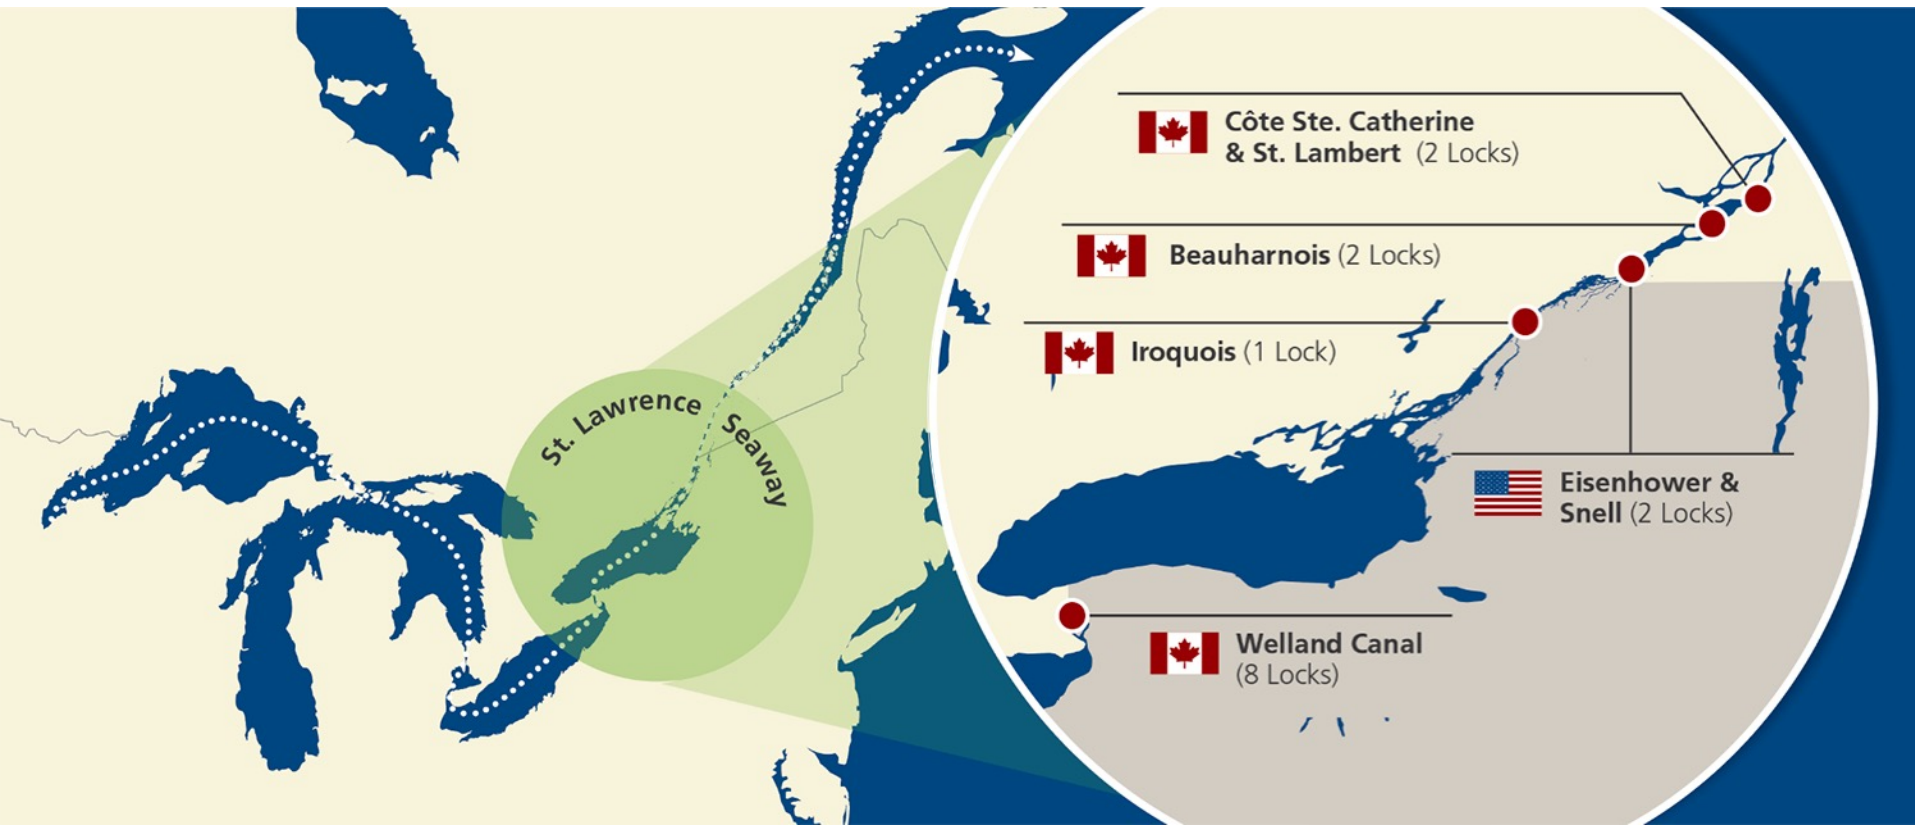 St. Lawrence Seaway
Côte Ste. Catherine
& St. Lambert (2 Locks)
Beauharnois (2 Locks)
Iroquois (1 Lock)
Eisenhower &
Snell (2 Locks)
Welland Canal
(8 Locks)